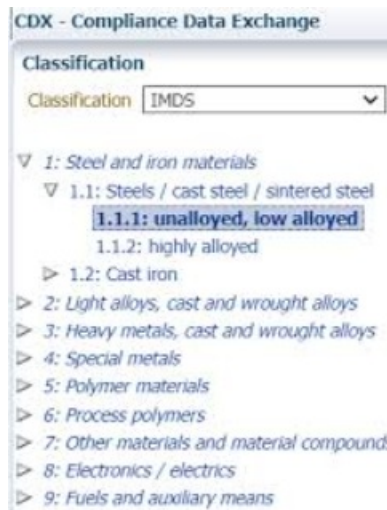 CDX - Compliance Data Exchange
Classification
Classification IMDS
1: Steel and iron materials
1.1: Steels / cast steel / sintered steel
1.1.1: unalloyed, low alloyed
1.1.2: highly alloyed
1.2: Cast iron
2: Light alloys, cast and wrought alloys
3: Heavy metals, cast and wrought alloys
4: Special metals
5: Polymer materials
6: Process polymers
7: Other materials and material compounds
8: Electronics / electrics
9: Fuels and auxiliary means